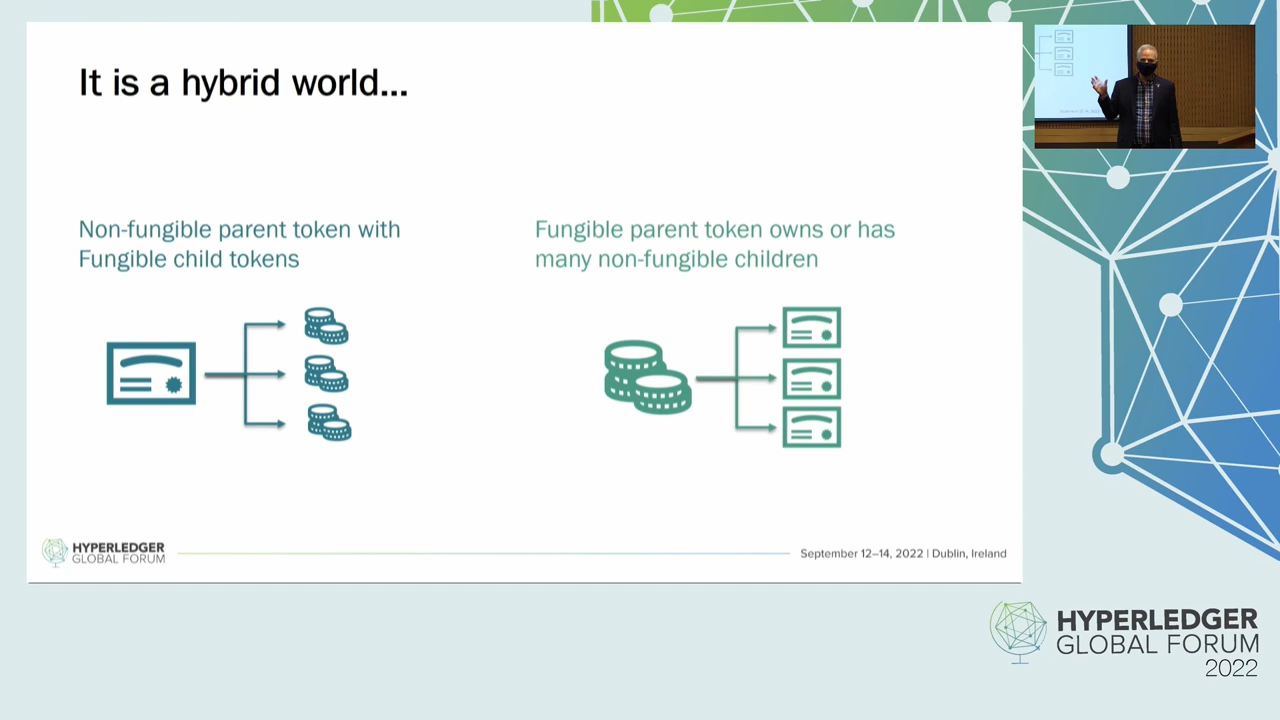 It is a hybrid world...
Non-fungible parent token with
Fungible child tokens
Fungible parent token owns or has
many non-fungible children
HYPERLEDGER
GLOBAL FORUM
September 12–14, 2022 | Dublin, Ireland
HYPERLEDGER
GLOBAL FORUM
2022